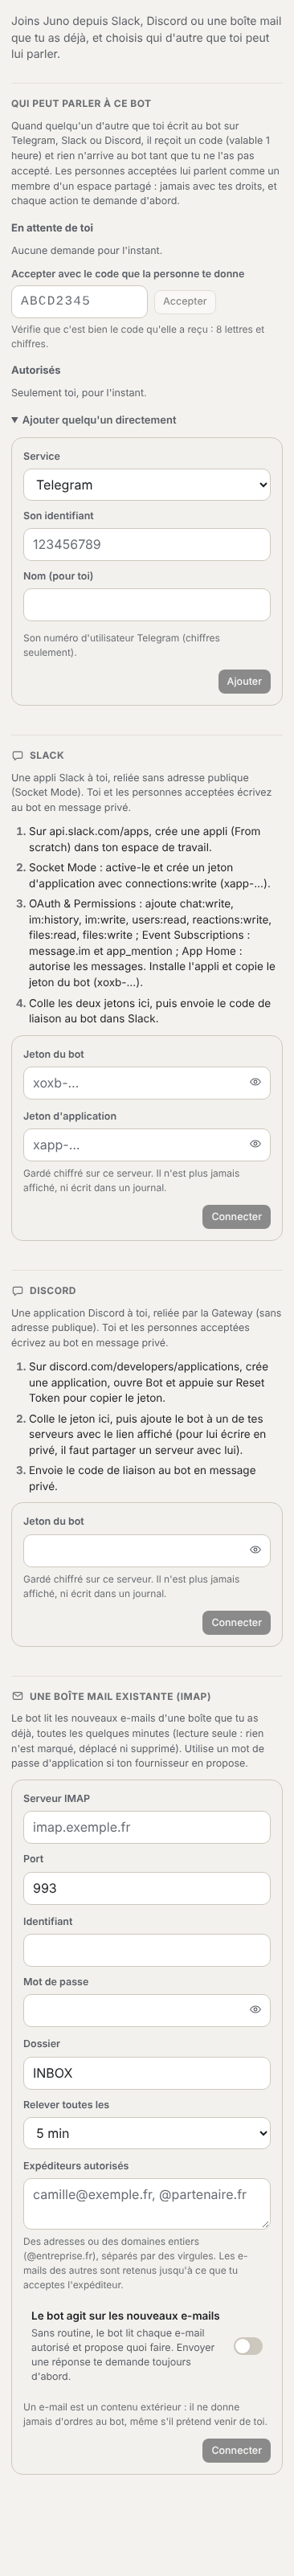 Joins Juno depuis Slack, Discord ou une boîte mail
que tu as déjà, et choisis qui d'autre que toi peut
lui parler.
QUI PEUT PARLER À CE BOT
Quand quelqu'un d'autre que toi écrit au bot sur
Telegram, Slack ou Discord, il reçoit un code (valable 1
heure) et rien n'arrive au bot tant que tu ne l'as pas
accepté. Les personnes acceptées lui parlent comme un
membre d'un espace partagé : jamais avec tes droits, et
chaque action te demande d'abord.
En attente de toi
Aucune demande pour l'instant.
Accepter avec le code que la personne te donne
ABCD2345
Accepter
Vérifie que c'est bien le code qu'elle a reçu : 8 lettres et
chiffres.
Autorisés
Seulement toi, pour l'instant.
▼ Ajouter quelqu'un directement
Service
Telegram
Son identifiant
123456789
Nom (pour toi)
Son numéro d'utilisateur Telegram (chiffres
seulement).
Ajouter
SLACK
Une appli Slack à toi, reliée sans adresse publique
(Socket Mode). Toi et les personnes acceptées écrivez
au bot en message privé.
1. Sur api.slack.com/apps, crée une appli (From
scratch) dans ton espace de travail.
2. Socket Mode : active-le et crée un jeton
d'application avec connections:write (xapp-…).
3. OAuth & Permissions : ajoute chat:write,
im:history, im:write, users:read, reactions:write,
files:read, files:write ; Event Subscriptions :
message.im et app_mention ; App Home :
autorise les messages. Installe l'appli et copie le
jeton du bot (xoxb-…).
4. Colle les deux jetons ici, puis envoie le code de
liaison au bot dans Slack.
Jeton du bot
xoxb-…
Jeton d'application
xapp-…
Gardé chiffré sur ce serveur. Il n'est plus jamais
affiché, ni écrit dans un journal.
Connecter
DISCORD
Une application Discord à toi, reliée par la Gateway (sans
adresse publique). Toi et les personnes acceptées
écrivez au bot en message privé.
1. Sur discord.com/developers/applications, crée
une application, ouvre Bot et appuie sur Reset
Token pour copier le jeton.
2. Colle le jeton ici, puis ajoute le bot à un de tes
serveurs avec le lien affiché (pour lui écrire en
privé, il faut partager un serveur avec lui).
3. Envoie le code de liaison au bot en message
privé.
Jeton du bot
Gardé chiffré sur ce serveur. Il n'est plus jamais
affiché, ni écrit dans un journal.
Connecter
UNE BOÎTE MAIL EXISTANTE (IMAP)
Le bot lit les nouveaux e-mails d'une boîte que tu as
déjà, toutes les quelques minutes (lecture seule : rien
n'est marqué, déplacé ni supprimé). Utilise un mot de
passe d'application si ton fournisseur en propose.
Serveur IMAP
imap.exemple.fr
Port
993
Identifiant
Mot de passe
Dossier
INBOX
Relever toutes les
5 min
Expéditeurs autorisés
camille@exemple.fr, @partenaire.fr
Des adresses ou des domaines entiers
(@entreprise.fr), séparés par des virgules. Les e-
mails des autres sont retenus jusqu'à ce que tu
acceptes l'expéditeur.
Le bot agit sur les nouveaux e-mails
Sans routine, le bot lit chaque e-mail
autorisé et propose quoi faire. Envoyer
une réponse te demande toujours
d'abord.
Un e-mail est un contenu extérieur : il ne donne
jamais d'ordres au bot, même s'il prétend venir de toi.
Connecter